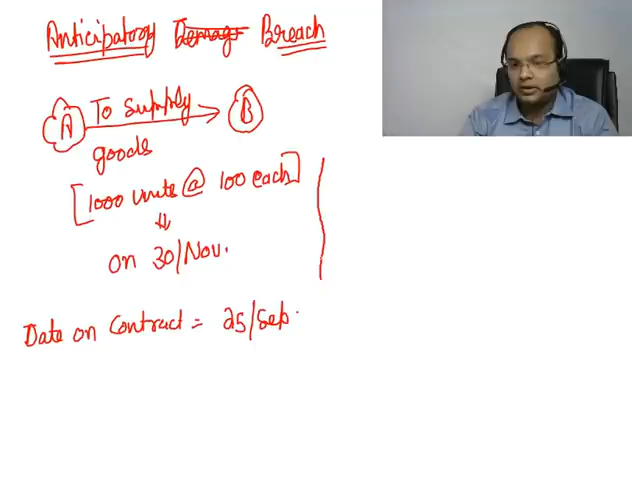 Anticipatory Damage Breach
A To Supply B
goods
[1000 units @ 100 each]
⇓
on 30/Nov.
Date on Contract = 25/Sep.